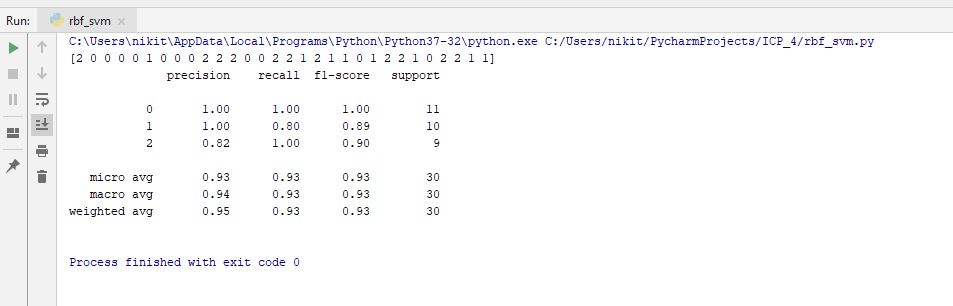 Run: rbf_svm
C:\Users\nikit\AppData\Local\Programs\Python\Python37-32\python.exe C:/Users/nikit/PycharmProjects/ICP_4/rbf_svm.py
[2 0 0 0 0 0 1 0 0 0 2 2 2 0 0 2 2 1 2 1 1 0 1 2 2 1 0 2 2 1 1]
precision recall f1-score support
0 1.00 1.00 1.00 11
1 1.00 0.80 0.89 10
2 0.82 1.00 0.90 9
micro avg 0.93 0.93 0.93 30
macro avg 0.94 0.93 0.93 30
weighted avg 0.95 0.93 0.93 30
Process finished with exit code 0